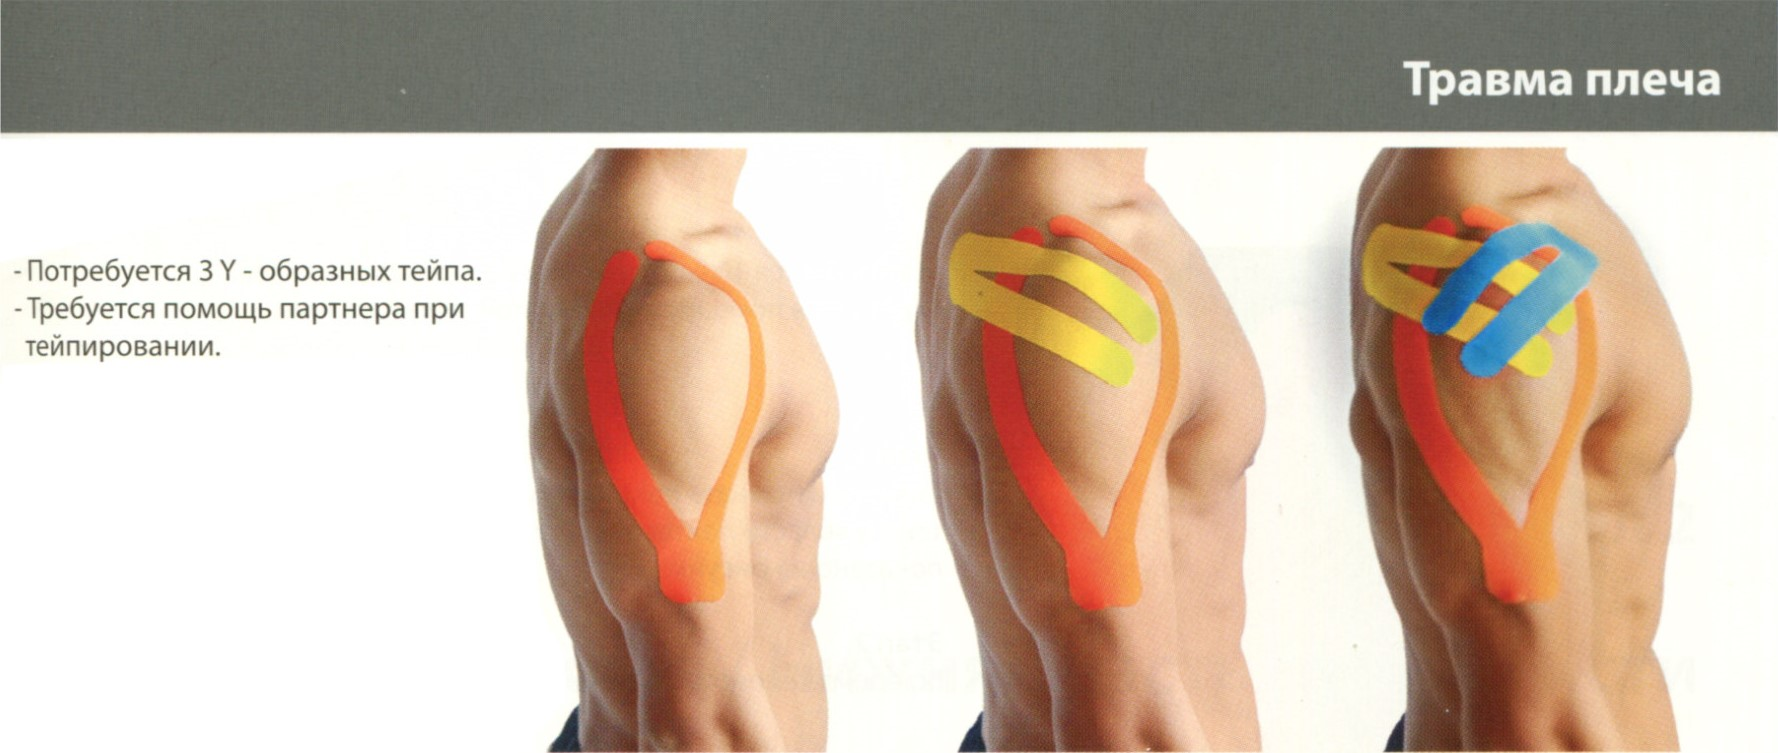 Травма плеча
- Потребуется 3 Y - образных тейпа.
- Требуется помощь партнера при
тейпировании.